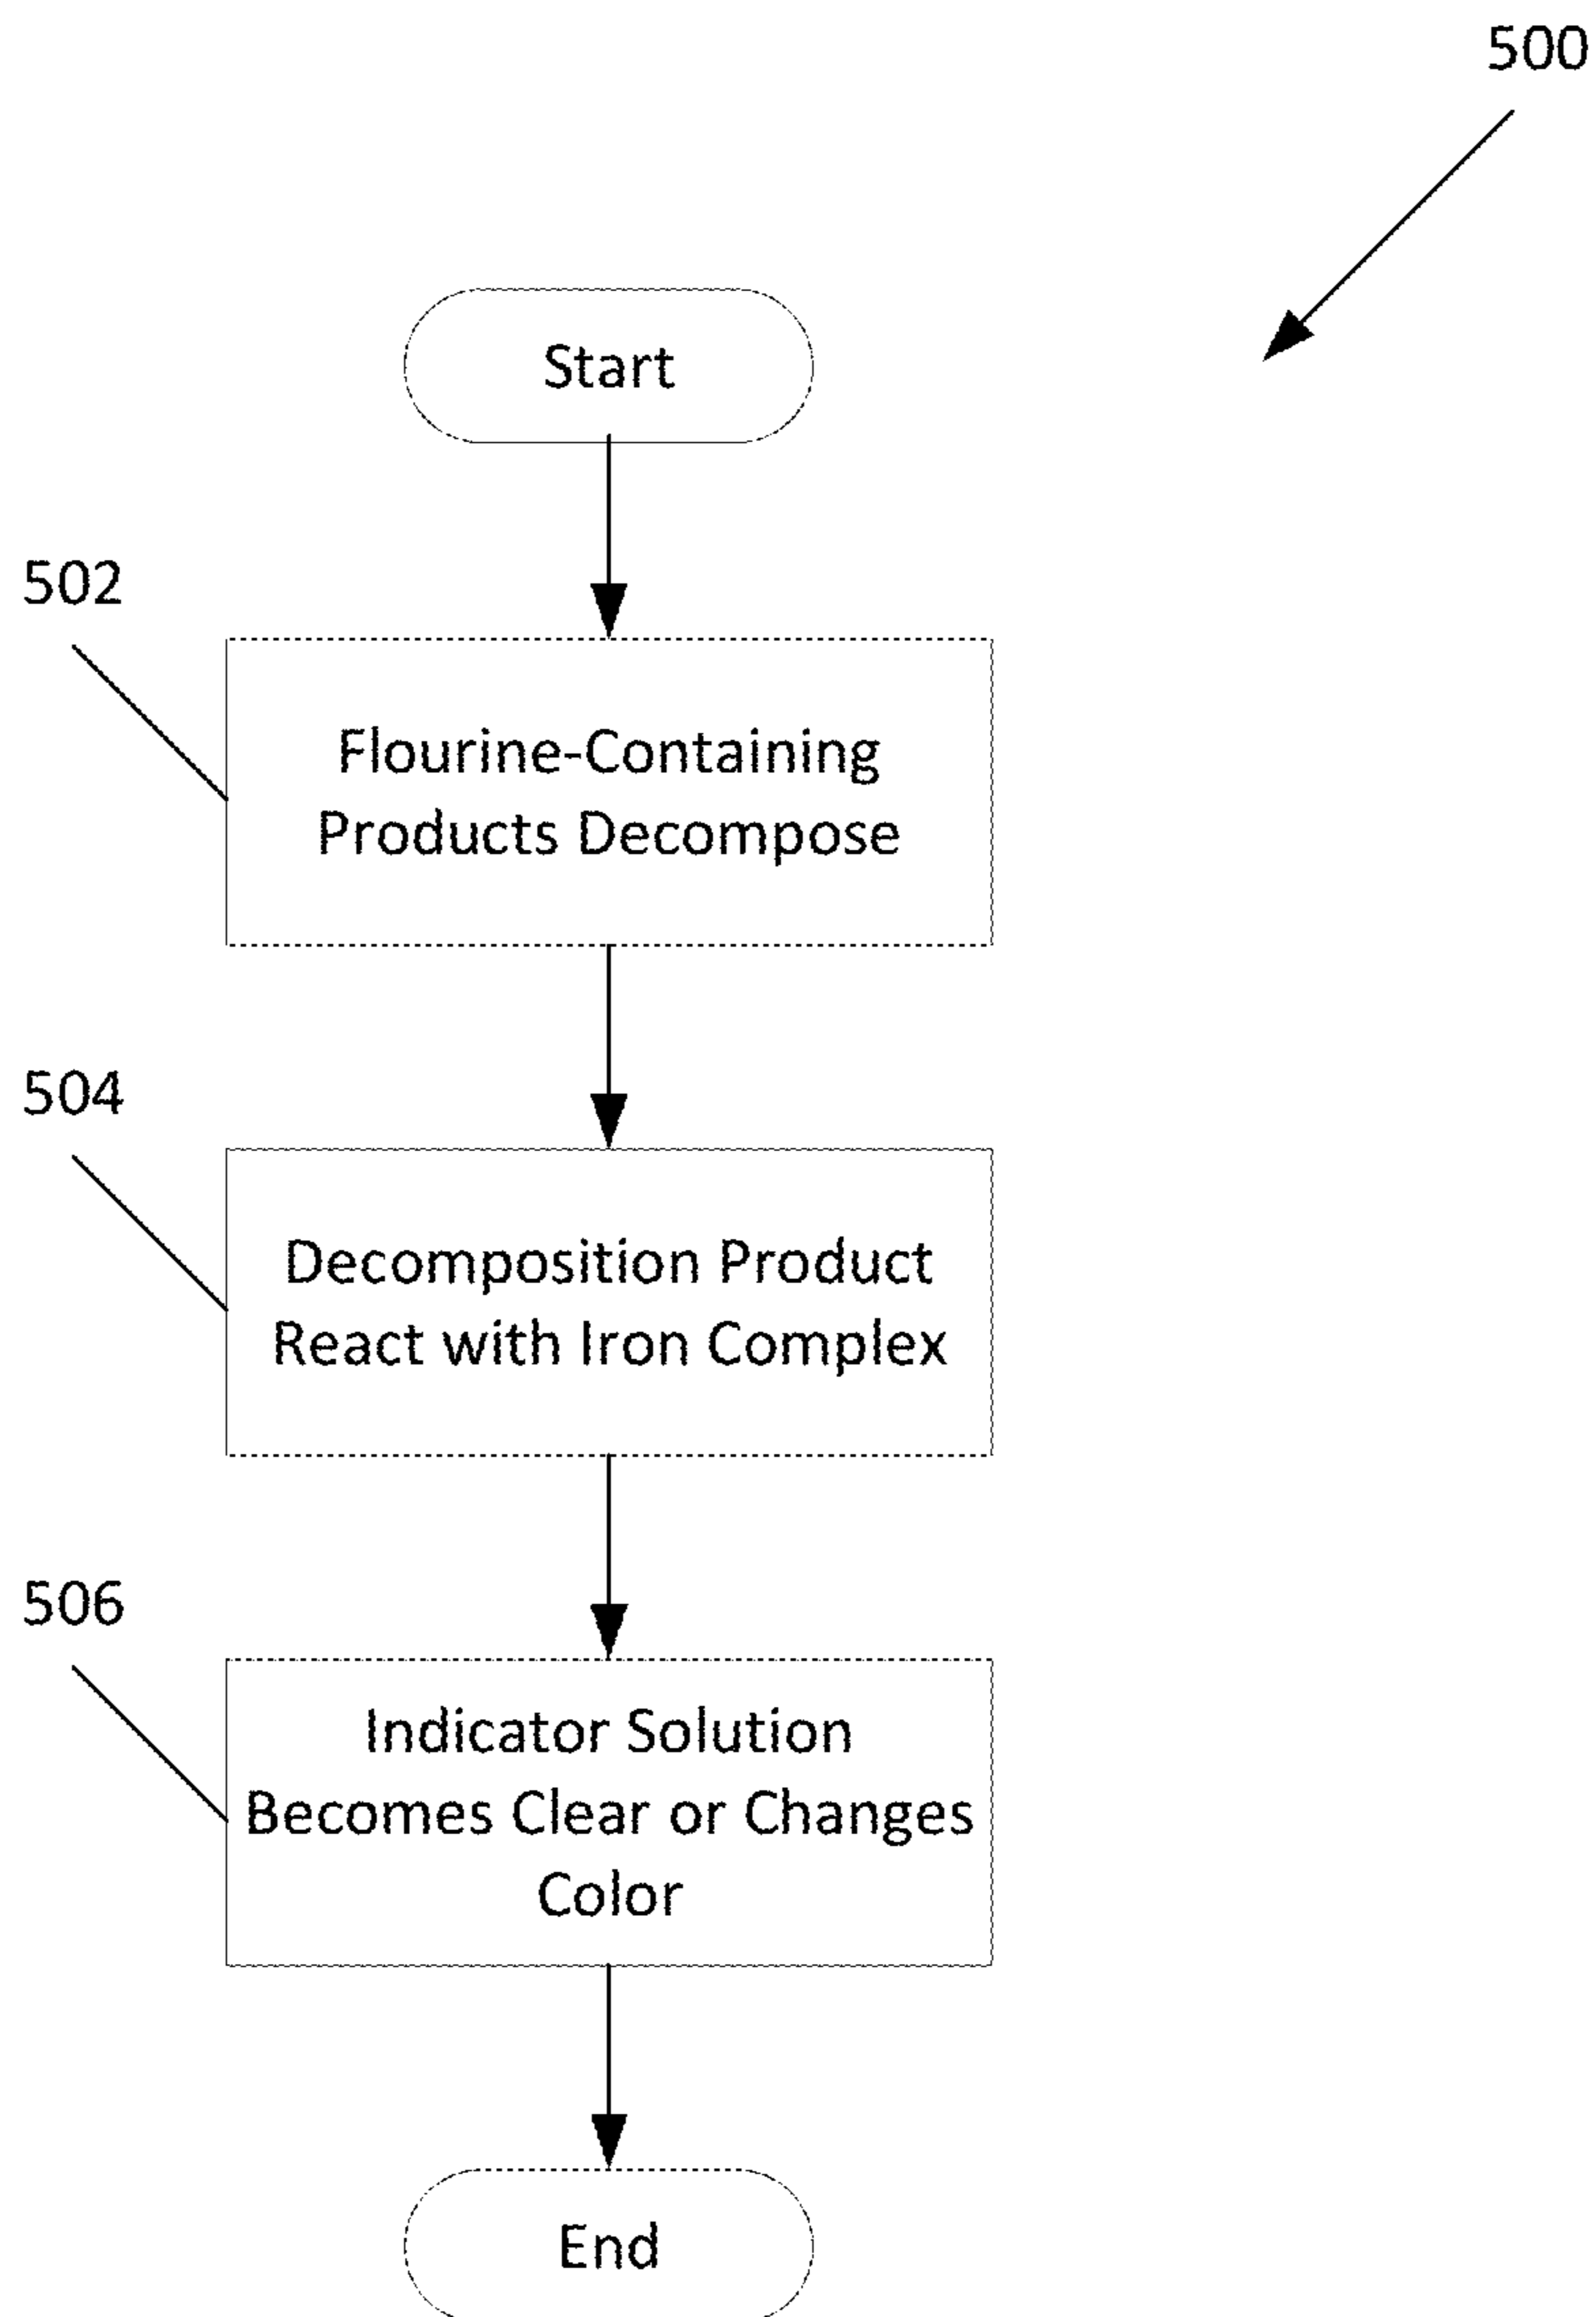 500
Start
502
Flourine-Containing
Products Decompose
504
Decomposition Product
React with Iron Complex
506
Indicator Solution
Becomes Clear or Changes
Color
End